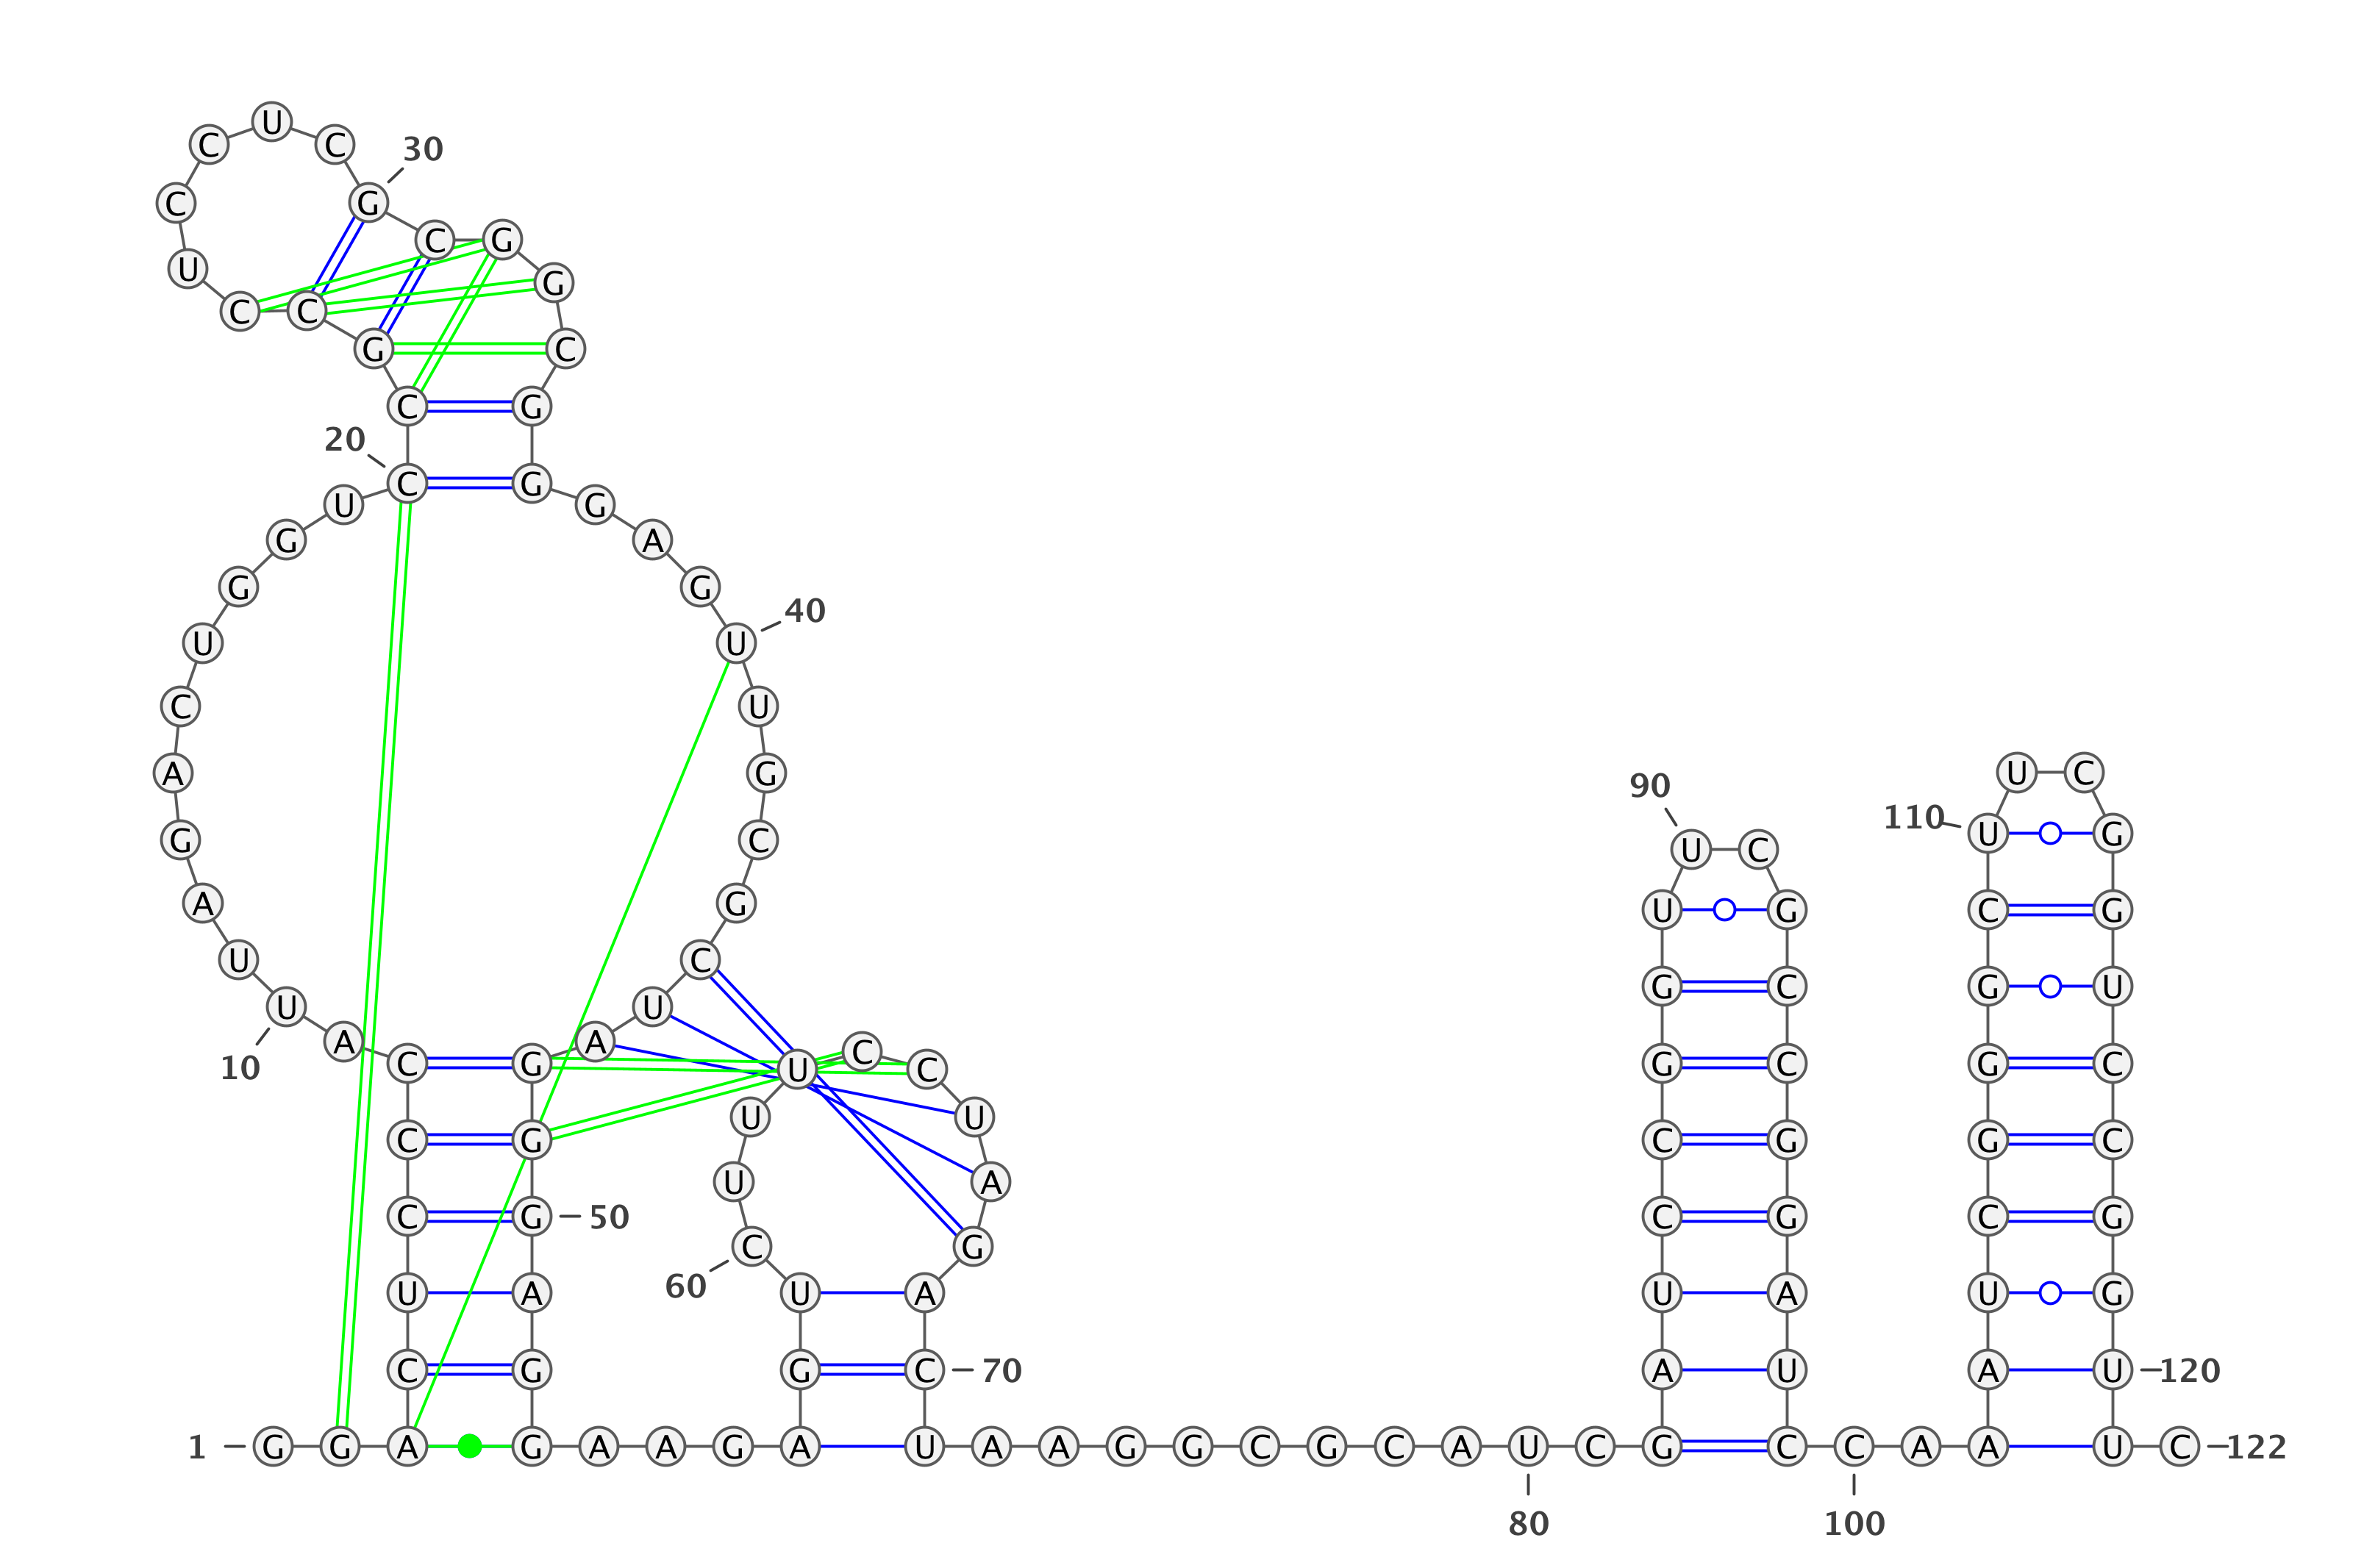 U
C C 30
C G
C G
U G
C C
G C
C G
20
C G
U G
G A
G G
40
U U
C U
A G U C
90
110 U G
G C U C
A G U G C G
U C G C G U
U U
A A C
C G U C G C G C
10
U U
C G C G G C
U A
C G 50 C G C G
C G
60
U A U A U A U G
C G G C 70 A U A U 120
1 G G A G A A G A U A A G G C G C A U C G C C A A U C 122
80 100